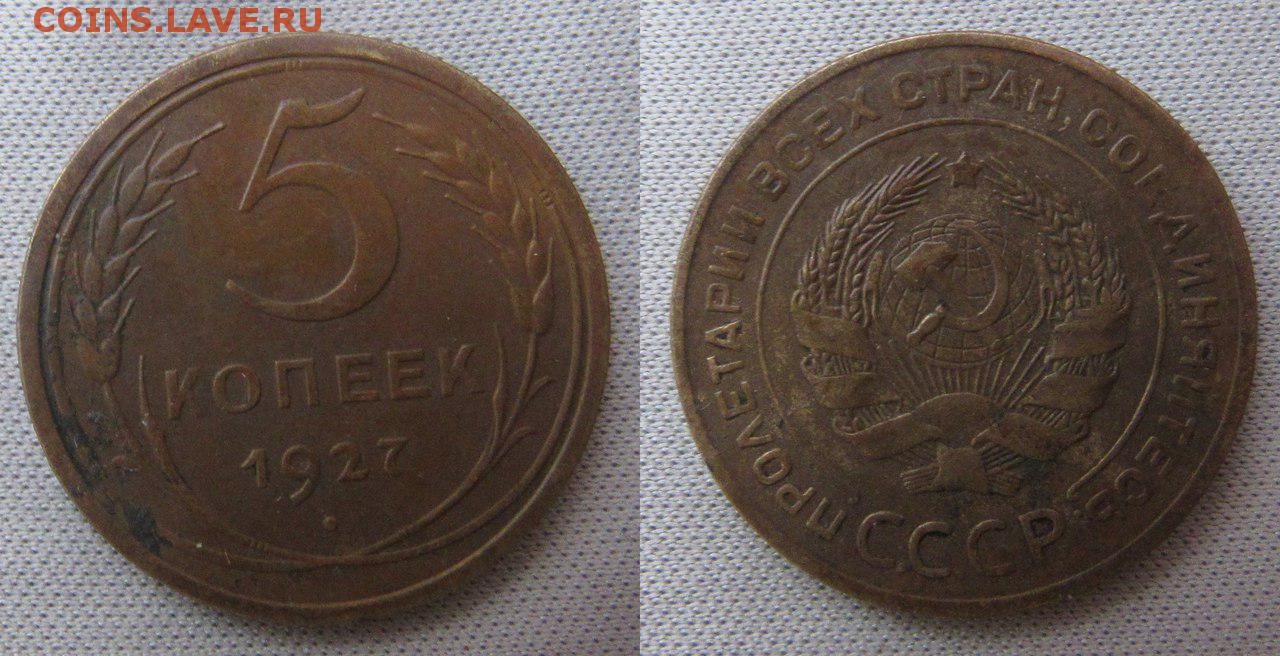 COINS.LAVE.RU
5
КОПЕЕК
1927
ПРОЛЕТАРИИ ВСЕХ СТРАН, СОЕДИНЯЙТЕСЬ!
СССР